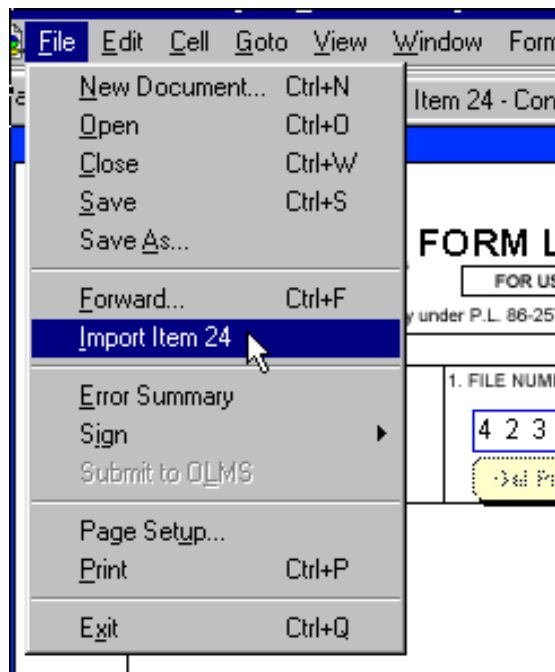 File Edit Cell Goto View Window Form
New Document... Ctrl+N
Item 24 - Con
Open Ctrl+O
Close Ctrl+W
Save Ctrl+S
Save As...
FORM L
FOR US
Forward... Ctrl+F
y under P.L. 86-257
Import Item 24
1. FILE NUM
Error Summary
Sign
4 2 3
Submit to OLMS
Page Setup...
Print Ctrl+P
Exit Ctrl+Q